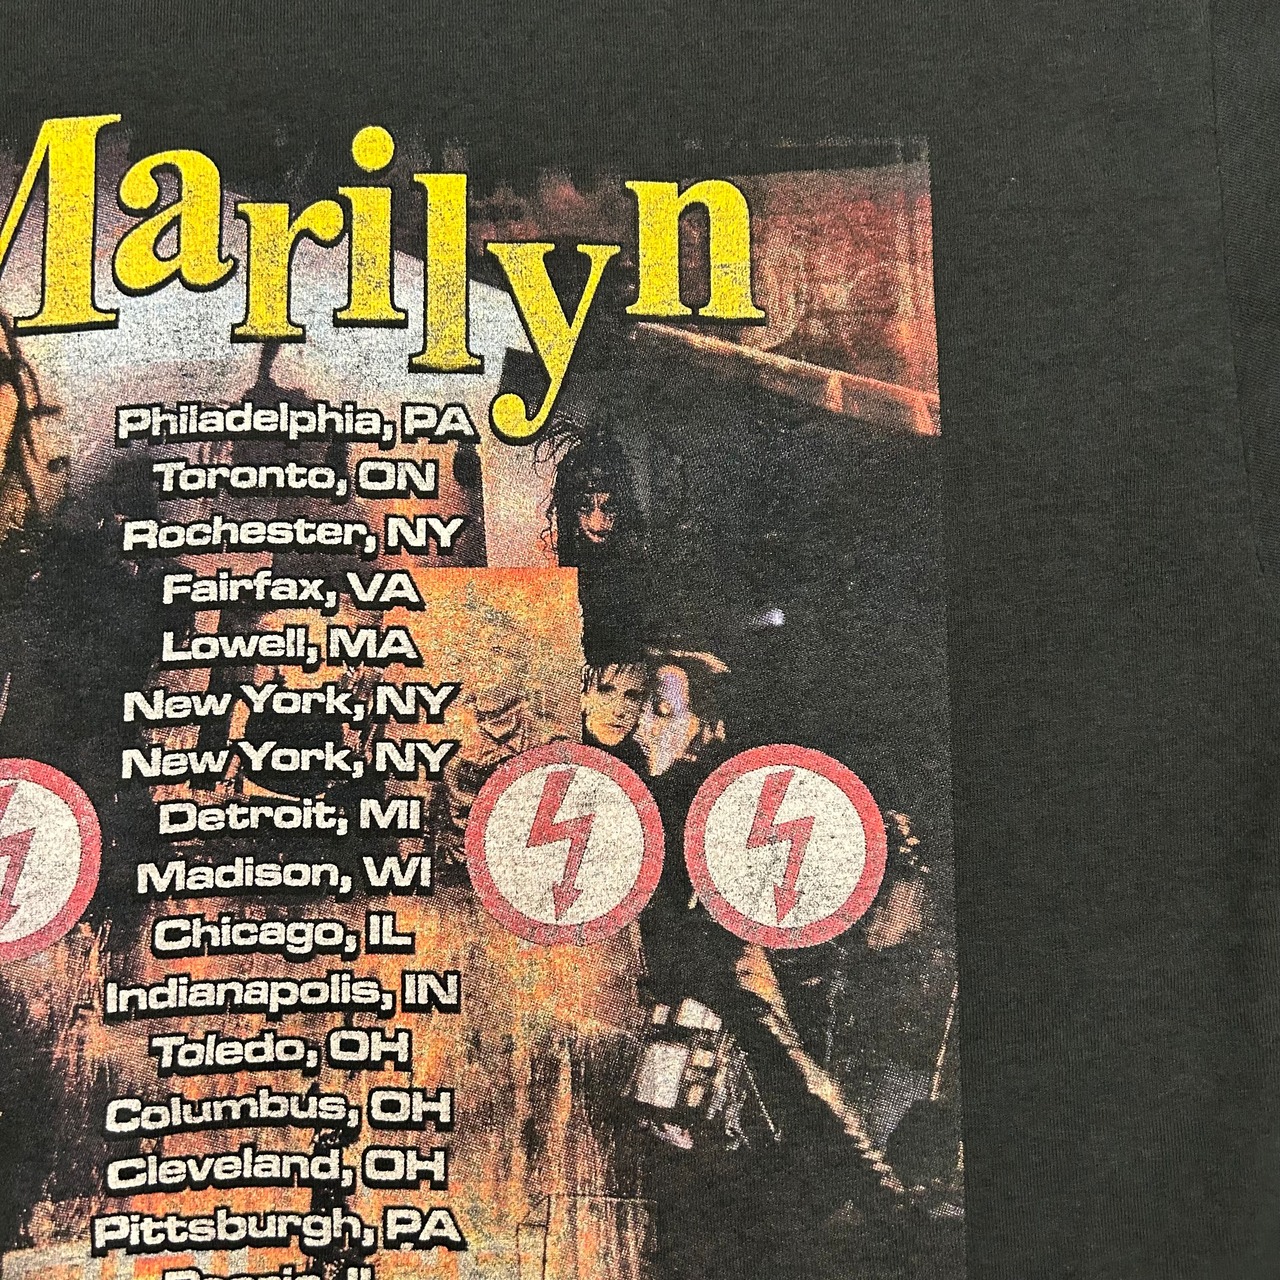 Marilyn
Philadelphia, PA
Toronto, ON
Rochester, NY
Fairfax, VA
Lowell, MA
New York, NY
New York, NY
Detroit, MI
Madison, WI
Chicago, IL
Indianapolis, IN
Toledo, OH
Columbus, OH
Cleveland, OH
Pittsburgh, PA